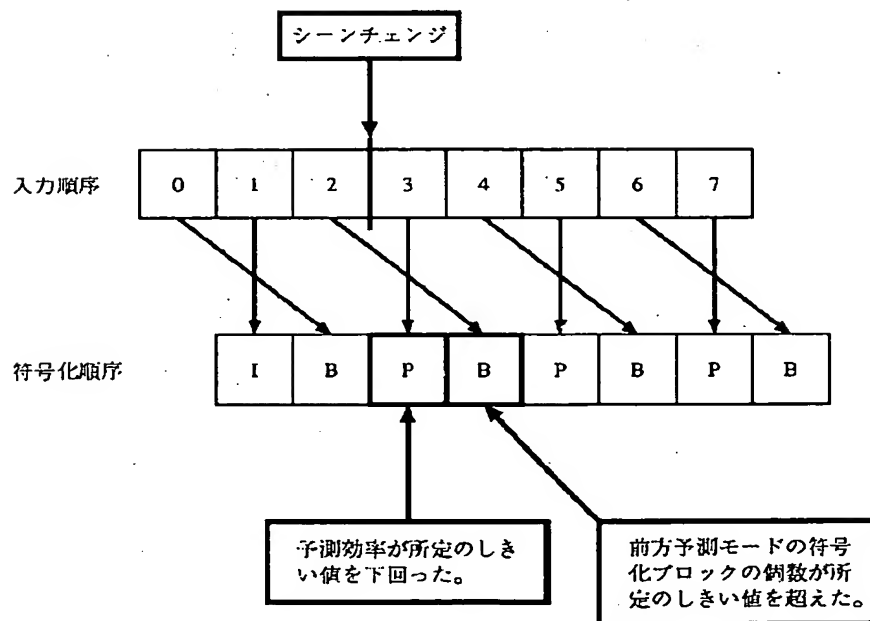 シーンチェンジ
入力順序
0 1 2 3 4 5 6 7
符号化順序
I B P B P B P B
予測効率が所定のしき
い値を下回った。
前方予測モードの符号
化ブロックの個数が所
定のしきい値を超えた。